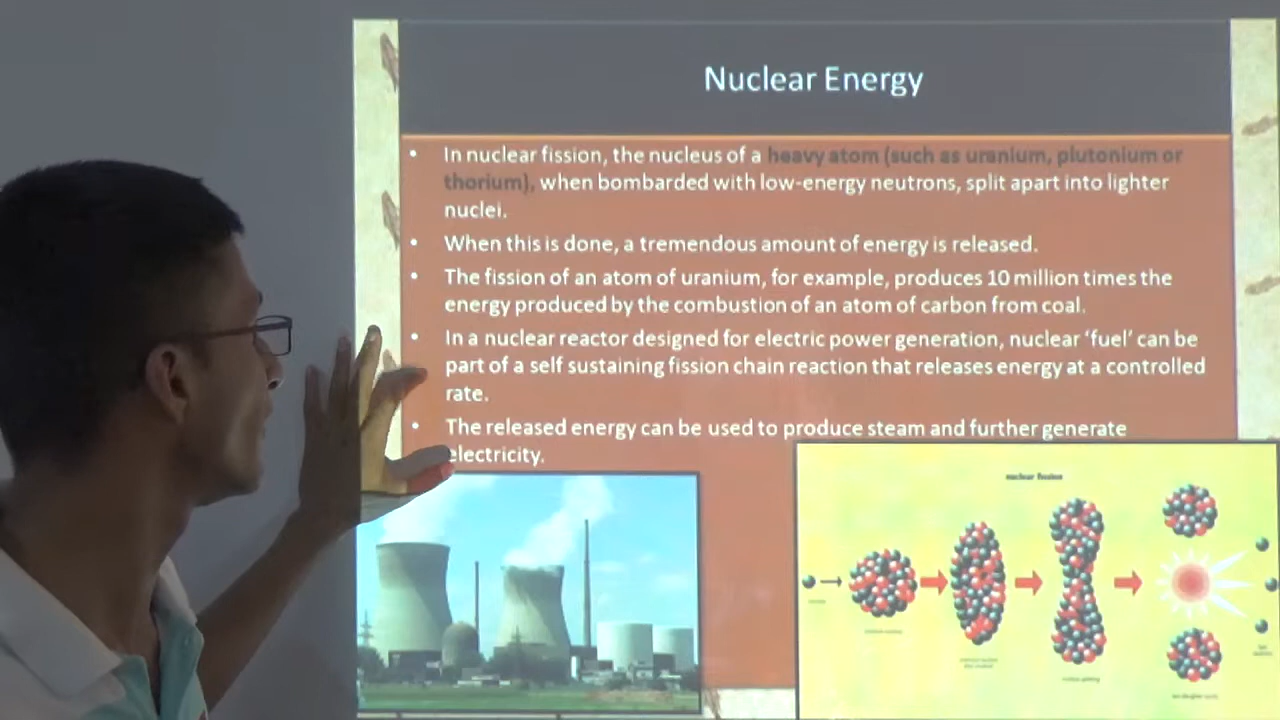 Nuclear Energy
• In nuclear fission, the nucleus of a heavy atom (such as uranium, plutonium or
thorium), when bombarded with low-energy neutrons, split apart into lighter
nuclei.
• When this is done, a tremendous amount of energy is released.
• The fission of an atom of uranium, for example, produces 10 million times the
energy produced by the combustion of an atom of carbon from coal.
• In a nuclear reactor designed for electric power generation, nuclear ‘fuel’ can be
part of a self sustaining fission chain reaction that releases energy at a controlled
rate.
• The released energy can be used to produce steam and further generate
electricity.
nuclear fission